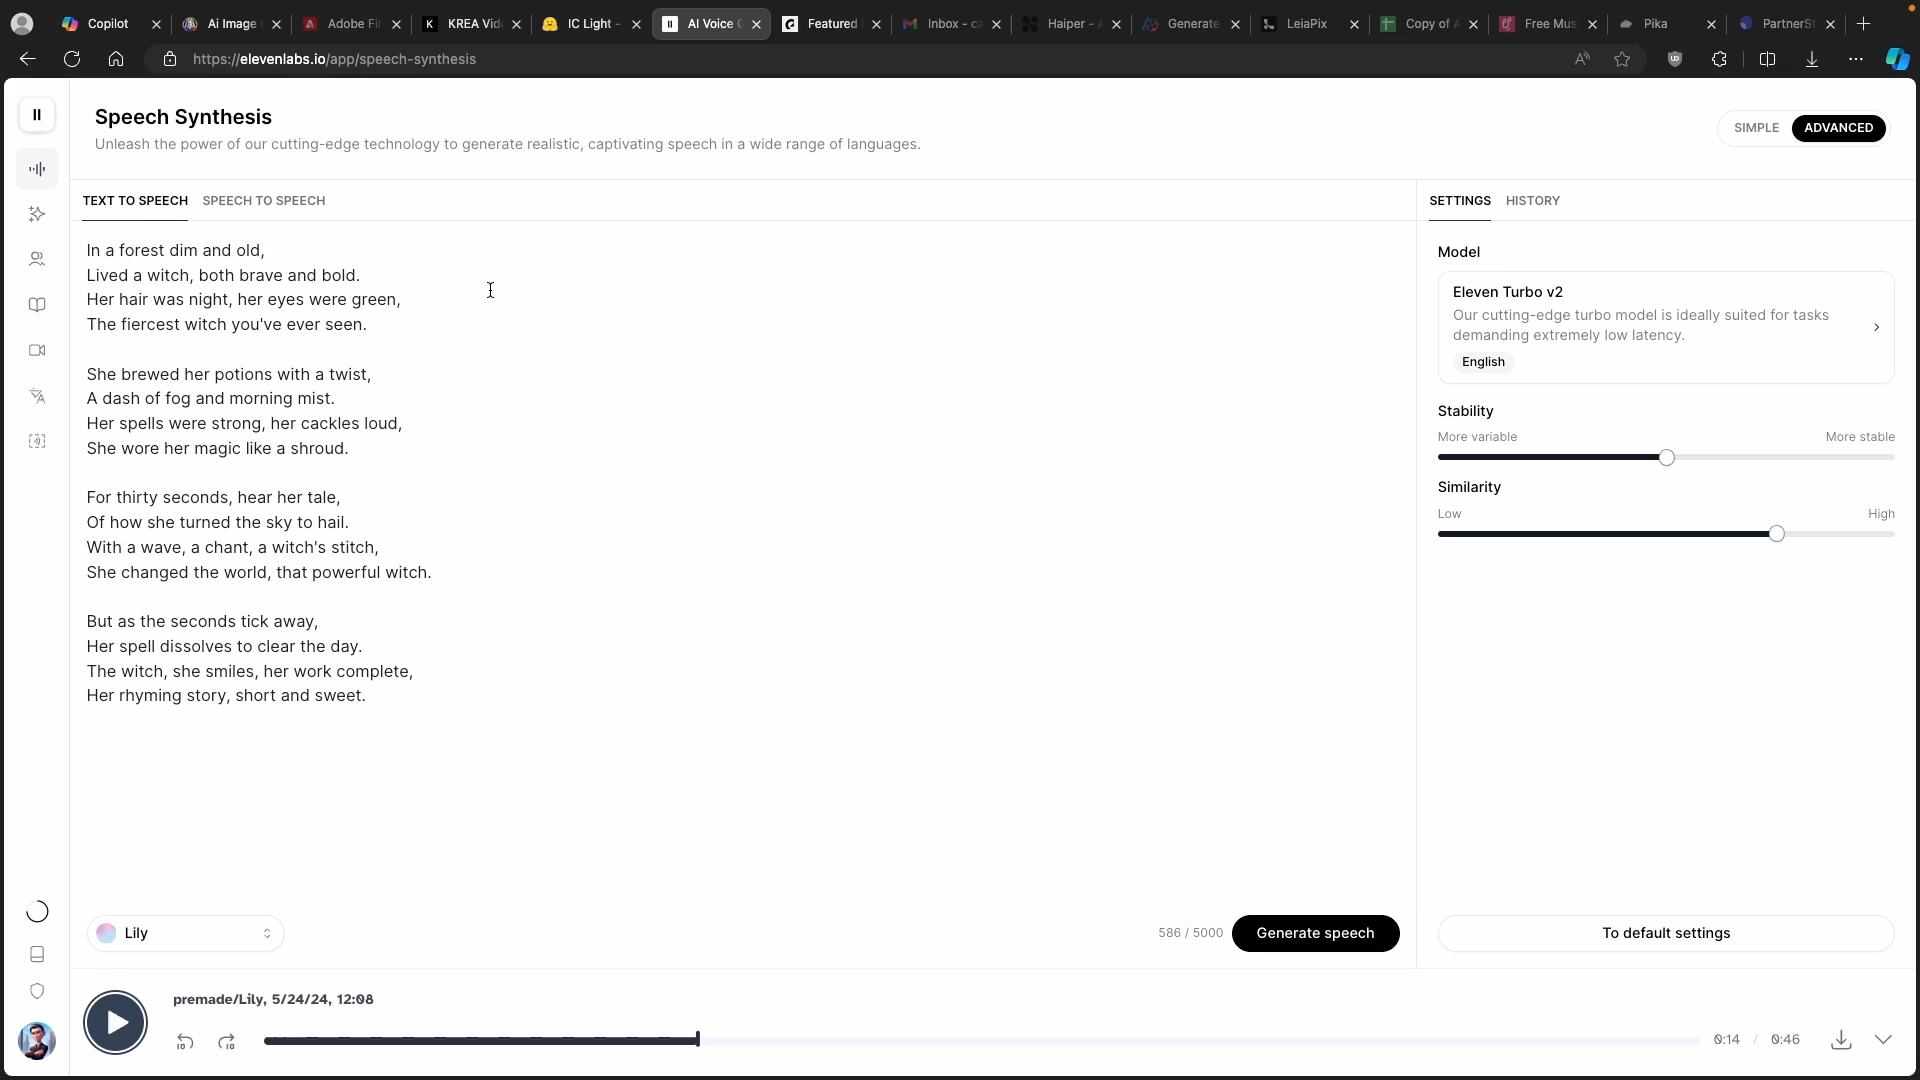 Copilot
Ai Image
Adobe Fir
KREA Vid
IC Light -
AI Voice
Featured
Inbox - ca
Haiper - A
Generate
LeiaPix
Copy of A
Free Mus
Pika
PartnerSt
https://elevenlabs.io/app/speech-synthesis
Speech Synthesis
Unleash the power of our cutting-edge technology to generate realistic, captivating speech in a wide range of languages.
SIMPLE ADVANCED
TEXT TO SPEECH SPEECH TO SPEECH
SETTINGS HISTORY
In a forest dim and old,
Lived a witch, both brave and bold.
Her hair was night, her eyes were green,
The fiercest witch you've ever seen.
She brewed her potions with a twist,
A dash of fog and morning mist.
Her spells were strong, her cackles loud,
She wore her magic like a shroud.
For thirty seconds, hear her tale,
Of how she turned the sky to hail.
With a wave, a chant, a witch's stitch,
She changed the world, that powerful witch.
But as the seconds tick away,
Her spell dissolves to clear the day.
The witch, she smiles, her work complete,
Her rhyming story, short and sweet.
Model
Eleven Turbo v2
Our cutting-edge turbo model is ideally suited for tasks
demanding extremely low latency.
English
Stability
More variable More stable
Similarity
Low High
Lily
586 / 5000
Generate speech
To default settings
premade/Lily, 5/24/24, 12:08
10 10
0:14 / 0:46